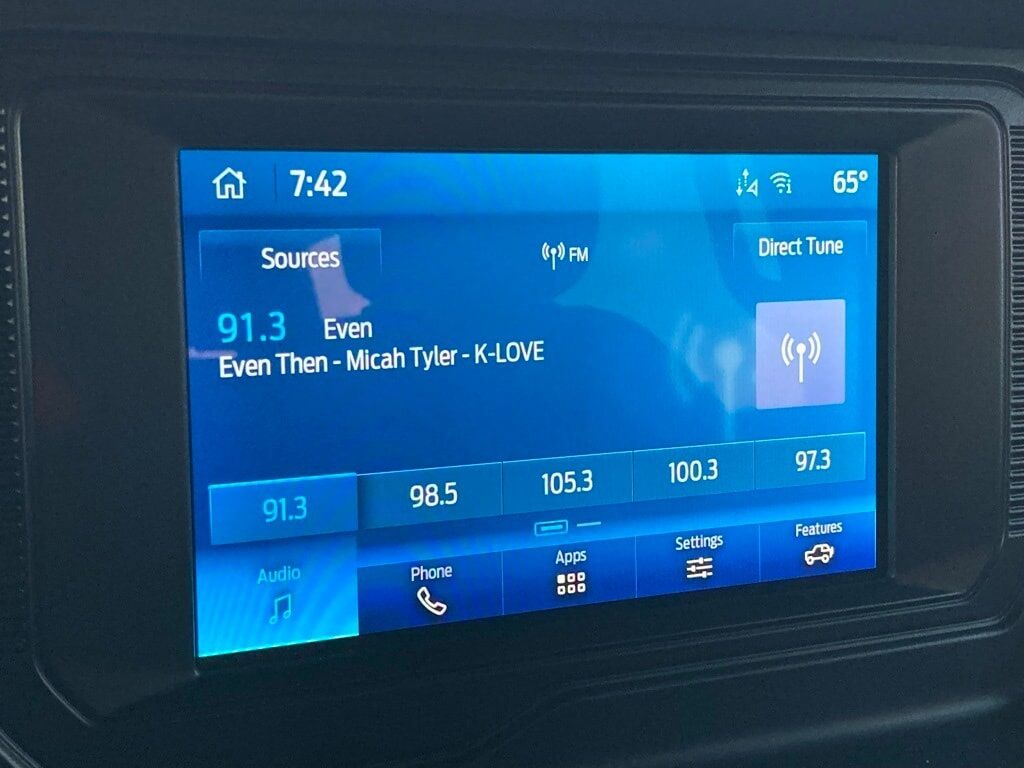 7:42
65°
Sources
FM
Direct Tune
91.3 Even
Even Then - Micah Tyler - K-LOVE
91.3 98.5 105.3 100.3 97.3
Audio Phone Apps Settings Features